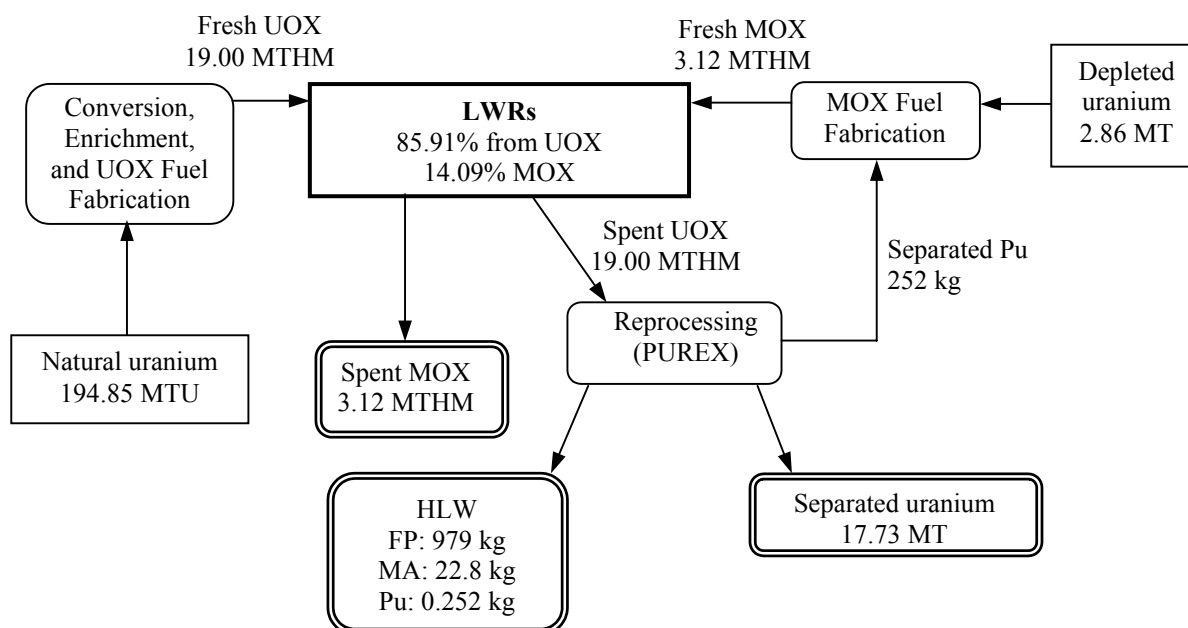 Fresh UOX
19.00 MTHM
Fresh MOX
3.12 MTHM
Conversion,
Enrichment,
and UOX Fuel
Fabrication
LWRs
85.91% from UOX
14.09% MOX
MOX Fuel
Fabrication
Depleted
uranium
2.86 MT
Spent UOX
19.00 MTHM
Separated Pu
252 kg
Natural uranium
194.85 MTU
Spent MOX
3.12 MTHM
Reprocessing
(PUREX)
HLW
FP: 979 kg
MA: 22.8 kg
Pu: 0.252 kg
Separated uranium
17.73 MT